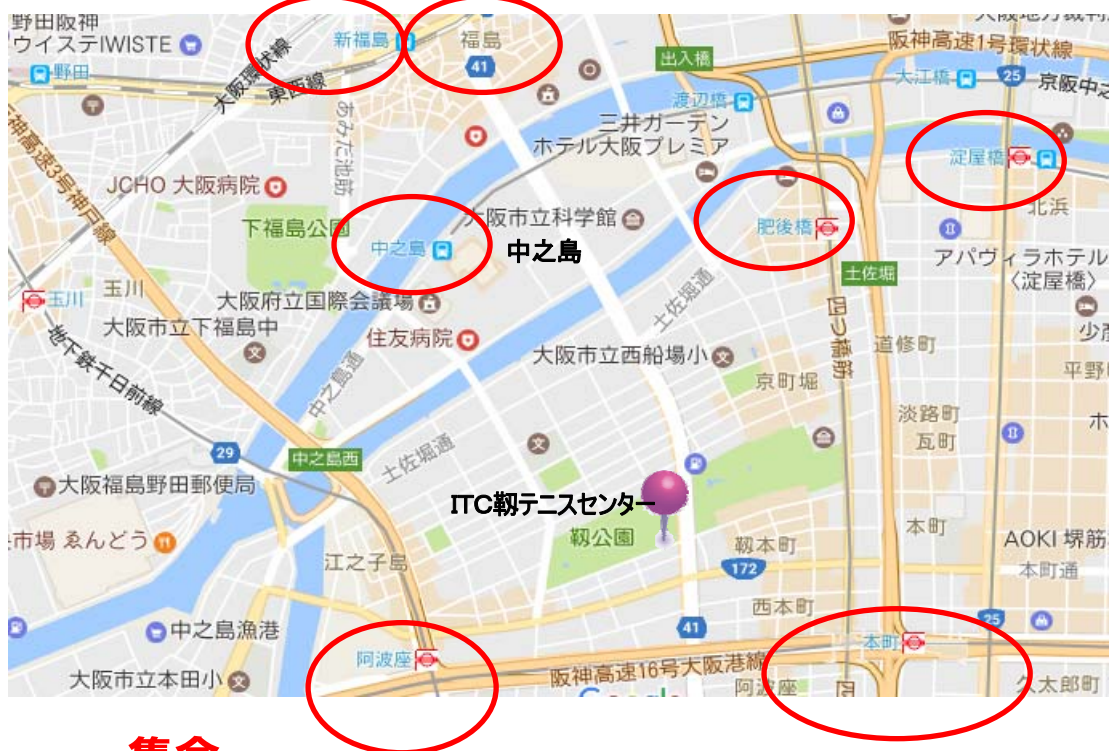 野田阪神
ウイステIWISTE
新福島
福島
大阪環状線
東西線
野田
41
出入橋
阪神高速1号環状線
大江橋
25
京阪中之
渡辺橋
三井ガーデン
ホテル大阪プレミア
あみだ池筋
阪神高速3号神戸線
JCHO 大阪病院
淀屋橋
北浜
下福島公園
中之島
大阪市立科学館
中之島
肥後橋
アパヴィラホテル
〈淀屋橋〉
土佐堀
玉川
玉川
大阪府立国際会議場
土佐堀通
四つ橋筋
大阪市立下福島中
住友病院
大阪市立西船場小
道修町
平野
地下鉄千日前線
中之島通
京町堀
淡路町
瓦町
29
中之島西
土佐堀通
大阪福島野田郵便局
ITC靱テニスセンター
靱公園
靱本町
本町
AOKI 堺筋
市場 ゑんどう
江之子島
172
本町通
西本町
中之島漁港
41
25
阿波座
本町
阪神高速16号大阪港線
大阪市立本田小
阿波座
久太郎町
集合